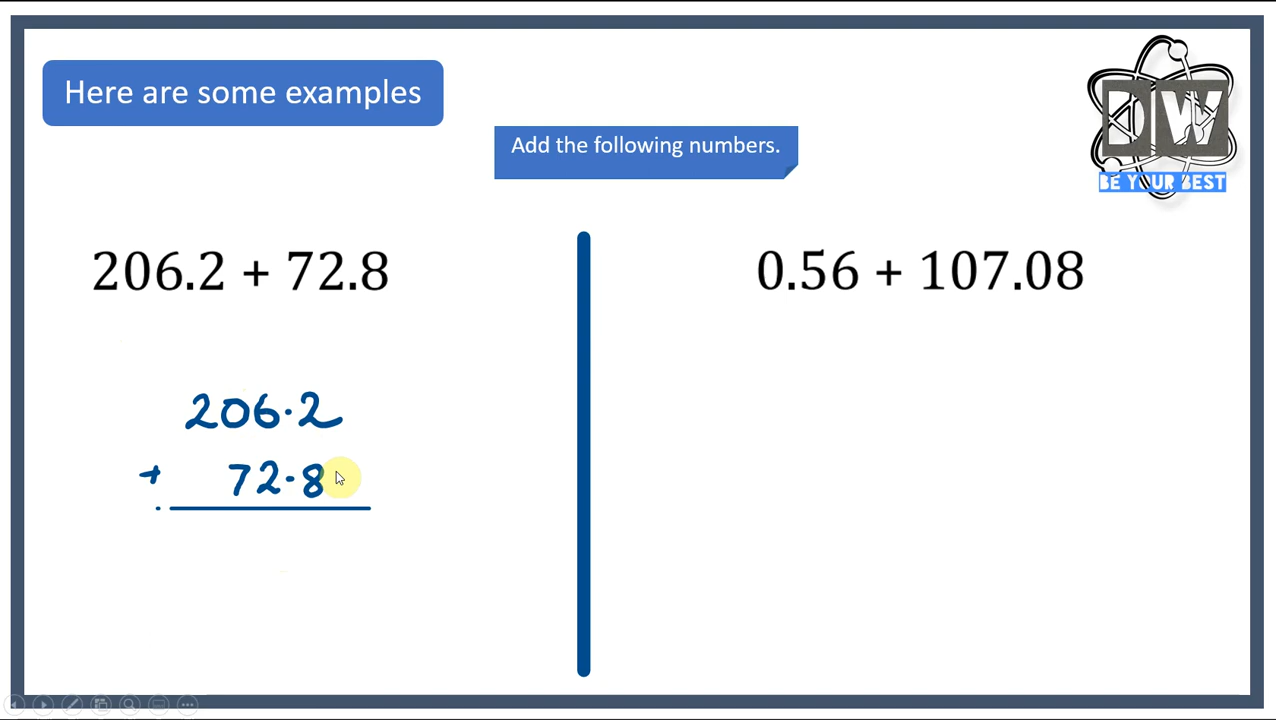 Here are some examples
Add the following numbers.
DW
BE YOUR BEST
206.2 + 72.8
206.2
+ 72.8
0.56 + 107.08